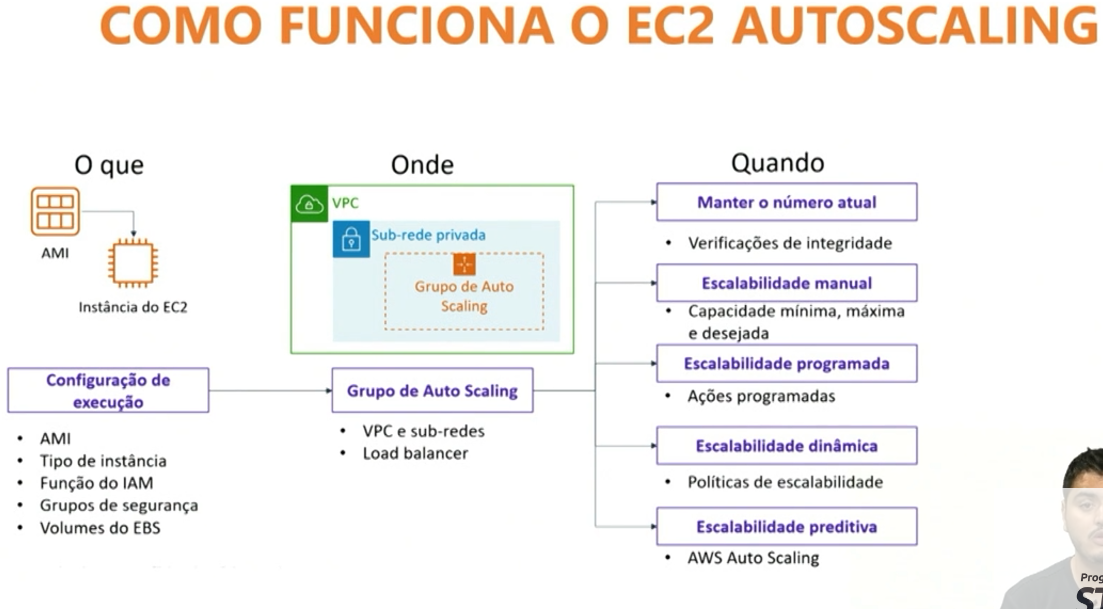 COMO FUNCIONA O EC2 AUTOSCALING
O que
AMI
Instância do EC2
Configuração de
execução
• AMI
• Tipo de instância
• Função do IAM
• Grupos de segurança
• Volumes do EBS
Onde
VPC
Sub-rede privada
Grupo de Auto
Scaling
Grupo de Auto Scaling
• VPC e sub-redes
• Load balancer
Quando
Manter o número atual
• Verificações de integridade
Escalabilidade manual
• Capacidade mínima, máxima
e desejada
Escalabilidade programada
• Ações programadas
Escalabilidade dinâmica
• Políticas de escalabilidade
Escalabilidade preditiva
• AWS Auto Scaling